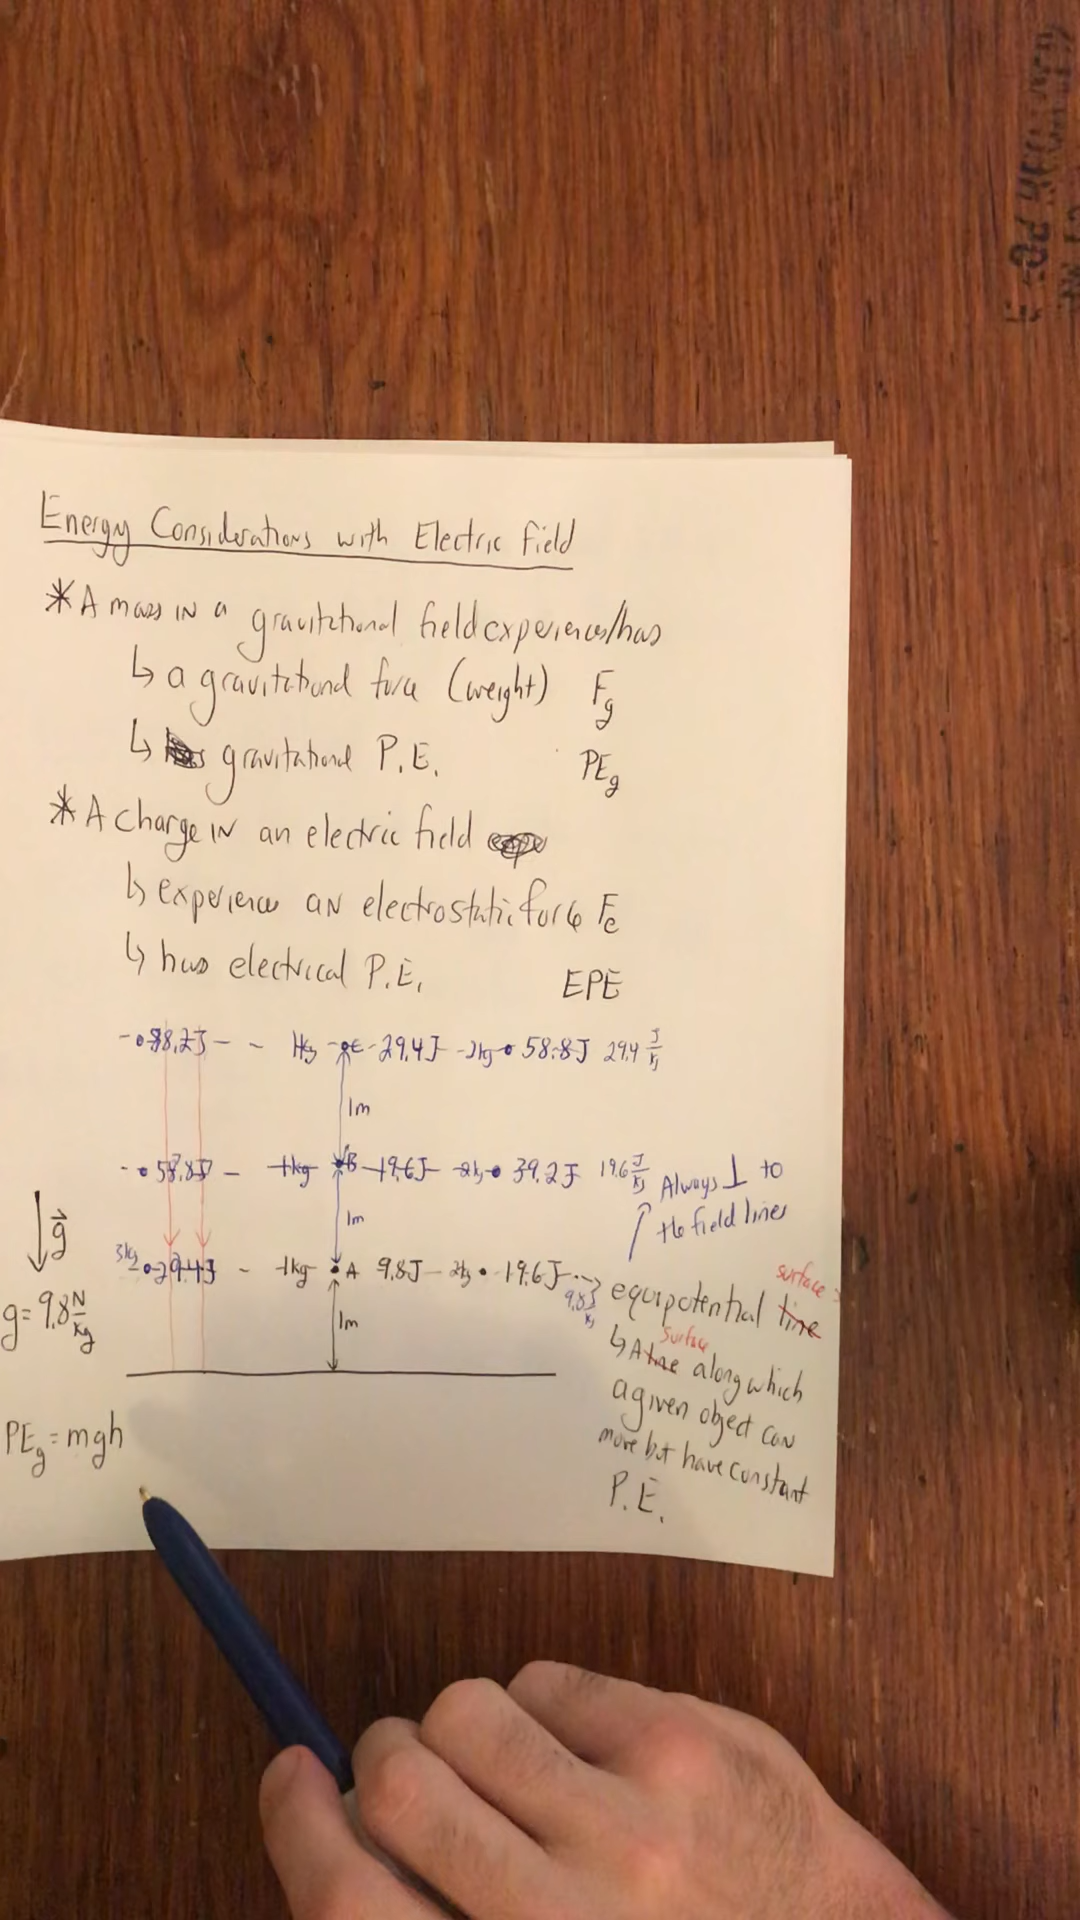 Energy Considerations with Electric Field
* A mass in a gravitational field experiences/has
↳ a gravitational force (weight) Fg
↳ gravitational P.E. PEg
* A charge in an electric field
↳ experiences an electrostatic force Fe
↳ has electrical P.E. EPE
88.2J 1kg C 29.4J 2kg 58.8J 29.4 J/kg
1m
58.8J 1kg B 19.6J 2kg 39.2J 19.6 J/kg
Always ⊥ to
the field lines
1m
g
3kg 29.4J 1kg A 9.8J 2kg 19.6J
9.8 J/kg
g = 9.8 N/kg
1m
surface
equipotential line
surface
↳ A line along which
a given object can
move but have constant
P.E.
PEg = mgh